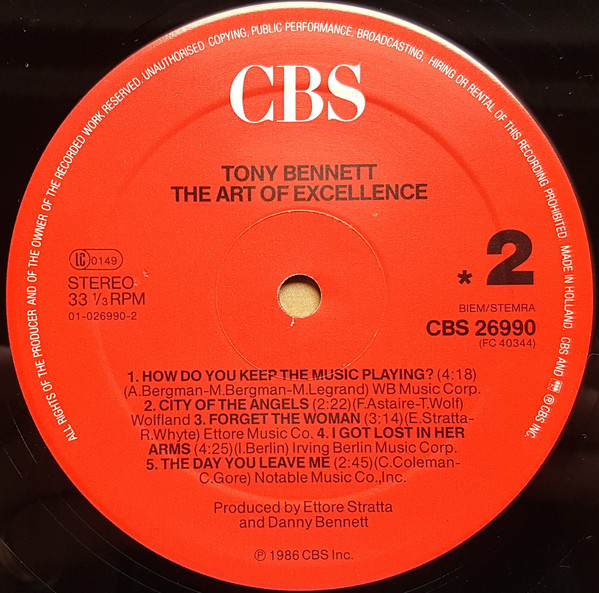 ALL RIGHTS OF THE PRODUCER AND OF THE OWNER OF THE RECORDED WORK RESERVED. UNAUTHORISED COPYING, PUBLIC PERFORMANCE, BROADCASTING, HIRING OR RENTAL OF THIS RECORDING PROHIBITED. MADE IN HOLLAND. CBS AND ℗ CBS INC.
CBS
TONY BENNETT
THE ART OF EXCELLENCE
LC 0149
STEREO
33 1/3 RPM
01-026990-2
* 2
BIEM/STEMRA
CBS 26990
(FC 40344)
1. HOW DO YOU KEEP THE MUSIC PLAYING? (4:18)
(A.Bergman-M.Bergman-M.Legrand) WB Music Corp.
2. CITY OF THE ANGELS (2:22)(F.Astaire-T.Wolf)
Wolfland 3. FORGET THE WOMAN (3:14)(E.Stratta-
R.Whyte) Ettore Music Co. 4. I GOT LOST IN HER
ARMS (4:25)(I.Berlin) Irving Berlin Music Corp.
5. THE DAY YOU LEAVE ME (2:45)(C.Coleman-
C.Gore) Notable Music Co.,Inc.
Produced by Ettore Stratta
and Danny Bennett
℗ 1986 CBS Inc.